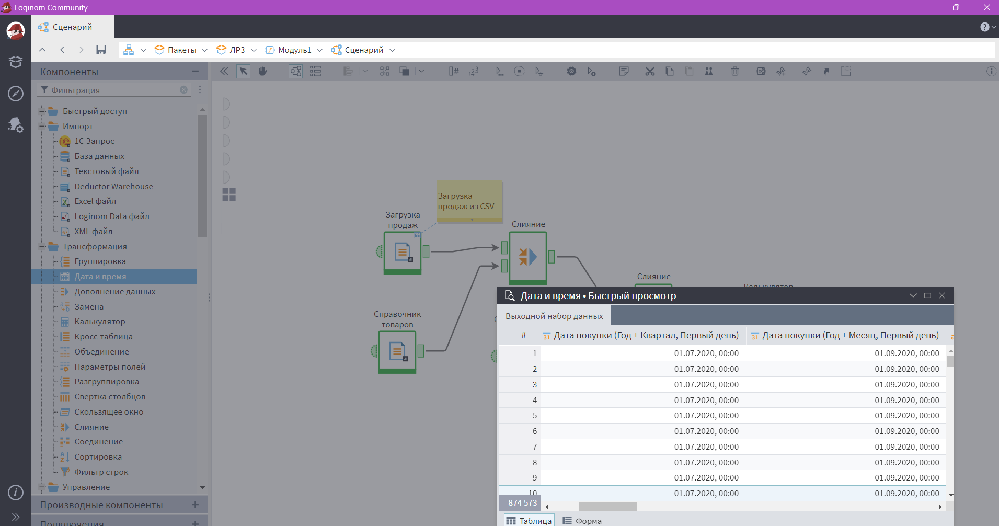 Loginom Community
Сценарий
Пакеты
ЛР3
Модуль1
Сценарий
Компоненты
Фильтрация
Быстрый доступ
Импорт
1С Запрос
База данных
Текстовый файл
Deductor Warehouse
Excel файл
Loginom Data файл
XML файл
Трансформация
Группировка
Дата и время
Дополнение данных
Замена
Калькулятор
Кросс-таблица
Объединение
Параметры полей
Разгруппировка
Свертка столбцов
Скользящее окно
Слияние
Соединение
Сортировка
Фильтр строк
Управление
Производные компоненты
Подключения
Загрузка
продаж из CSV
Загрузка
продаж
Слияние
Справочник
товаров
Слияние
Калькулятор
Дата и время • Быстрый просмотр
Выходной набор данных
# 31 Дата покупки (Год + Квартал, Первый день) 31 Дата покупки (Год + Месяц, Первый день)
1 01.07.2020, 00:00 01.09.2020, 00:00
2 01.07.2020, 00:00 01.09.2020, 00:00
3 01.07.2020, 00:00 01.09.2020, 00:00
4 01.07.2020, 00:00 01.09.2020, 00:00
5 01.07.2020, 00:00 01.09.2020, 00:00
6 01.07.2020, 00:00 01.09.2020, 00:00
7 01.07.2020, 00:00 01.09.2020, 00:00
8 01.07.2020, 00:00 01.09.2020, 00:00
9 01.07.2020, 00:00 01.09.2020, 00:00
10 01.07.2020, 00:00 01.09.2020, 00:00
874 573
Таблица
Форма